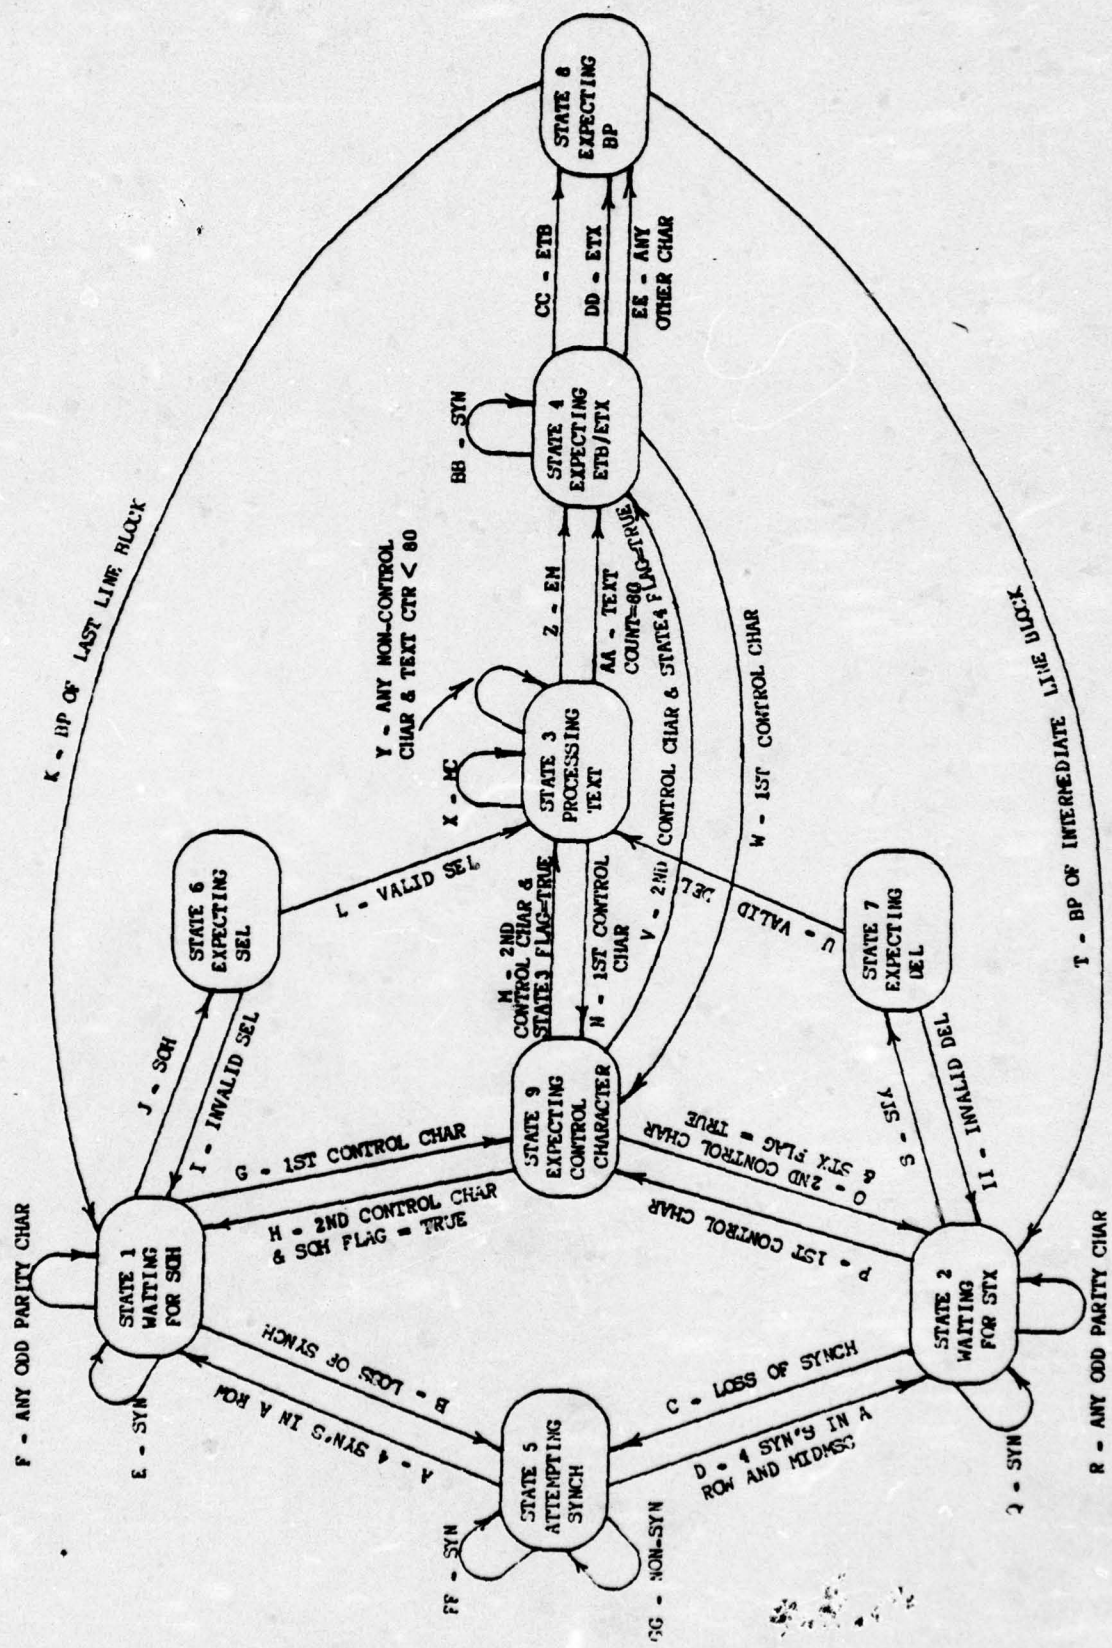 F - ANY ODD PARITY CHAR
E - SYN
STATE 1
WAITING
FOR SOH
K - BP OF LAST LINE BLOCK
J - SOH
I - INVALID SEL
STATE 6
EXPECTING
SEL
L - VALID SEL
G - 1ST CONTROL CHAR
H - 2ND CONTROL CHAR
& SOH FLAG = TRUE
B - LOSS OF SYNCH
A - 4 SYN'S IN A ROW
FF - SYN
GG - NON-SYN
STATE 5
ATTEMPTING
SYNCH
C - LOSS OF SYNCH
D - 4 SYN'S IN A
ROW AND MIDMSG
STATE 9
EXPECTING
CONTROL
CHARACTER
M - 2ND
CONTROL CHAR &
STATE3 FLAG=TRUE
N - 1ST CONTROL
CHAR
X - MC
Y - ANY NON-CONTROL
CHAR & TEXT CTR < 80
STATE 3
PROCESSING
TEXT
Z - EM
AA - TEXT
COUNT=80
BB - SYN
STATE 4
EXPECTING
ETB/ETX
CC - ETB
DD - ETX
EE - ANY
OTHER CHAR
STATE 8
EXPECTING
BP
V - 2ND CONTROL CHAR & STATE4 FLAG=TRUE
W - 1ST CONTROL CHAR
U - VALID DEL
O - 2ND CONTROL CHAR
& STX FLAG = TRUE
P - 1ST CONTROL CHAR
S - STX
II - INVALID DEL
STATE 7
EXPECTING
DEL
STATE 2
WAITING
FOR STX
Q - SYN
R - ANY ODD PARITY CHAR
T - BP OF INTERMEDIATE LINE BLOCK